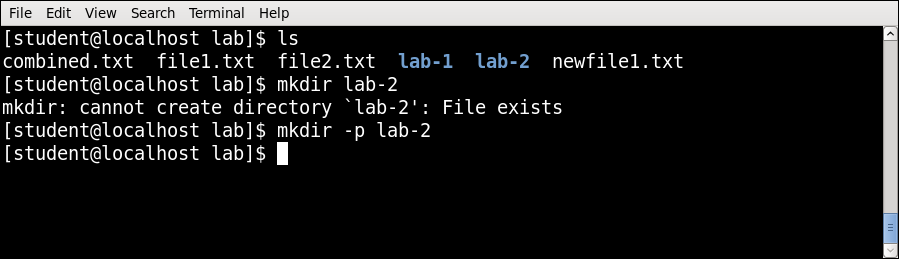 File Edit View Search Terminal Help
[student@localhost lab]$ ls
combined.txt  file1.txt  file2.txt  lab-1  lab-2  newfile1.txt
[student@localhost lab]$ mkdir lab-2
mkdir: cannot create directory `lab-2': File exists
[student@localhost lab]$ mkdir -p lab-2
[student@localhost lab]$